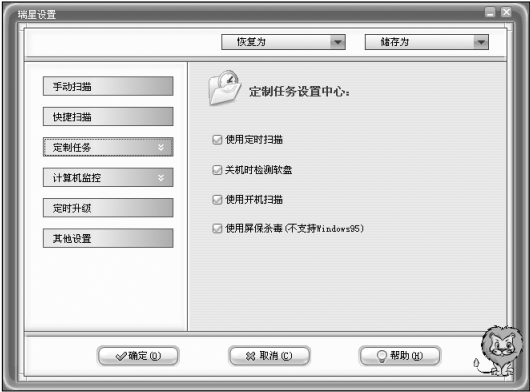 瑞星设置
恢复为 储存为
手动扫描
快捷扫描
定制任务
计算机监控
定时升级
其他设置
定制任务设置中心:
使用定时扫描
关机时检测软盘
使用开机扫描
使用屏保杀毒(不支持Windows95)
确定(O) 取消(C) 帮助(H)